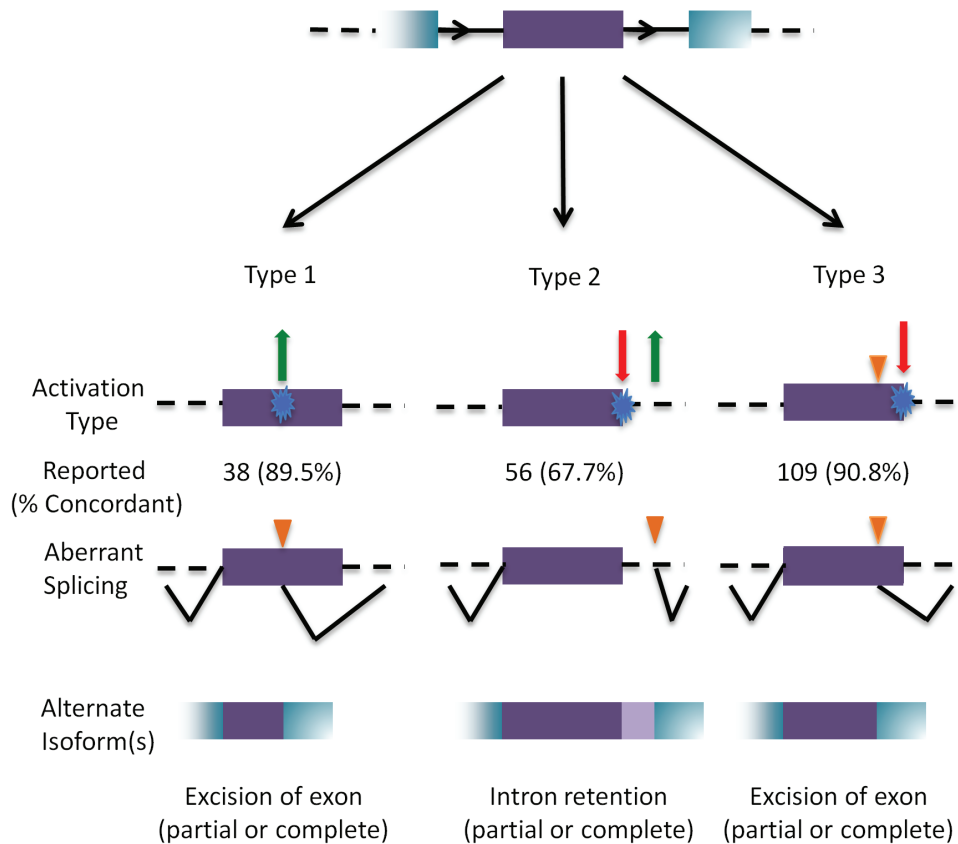 Type 1
Type 2
Type 3
Activation
Type
Reported
(% Concordant)
38 (89.5%)
56 (67.7%)
109 (90.8%)
Aberrant
Splicing
Alternate
Isoform(s)
Excision of exon
(partial or complete)
Intron retention
(partial or complete)
Excision of exon
(partial or complete)